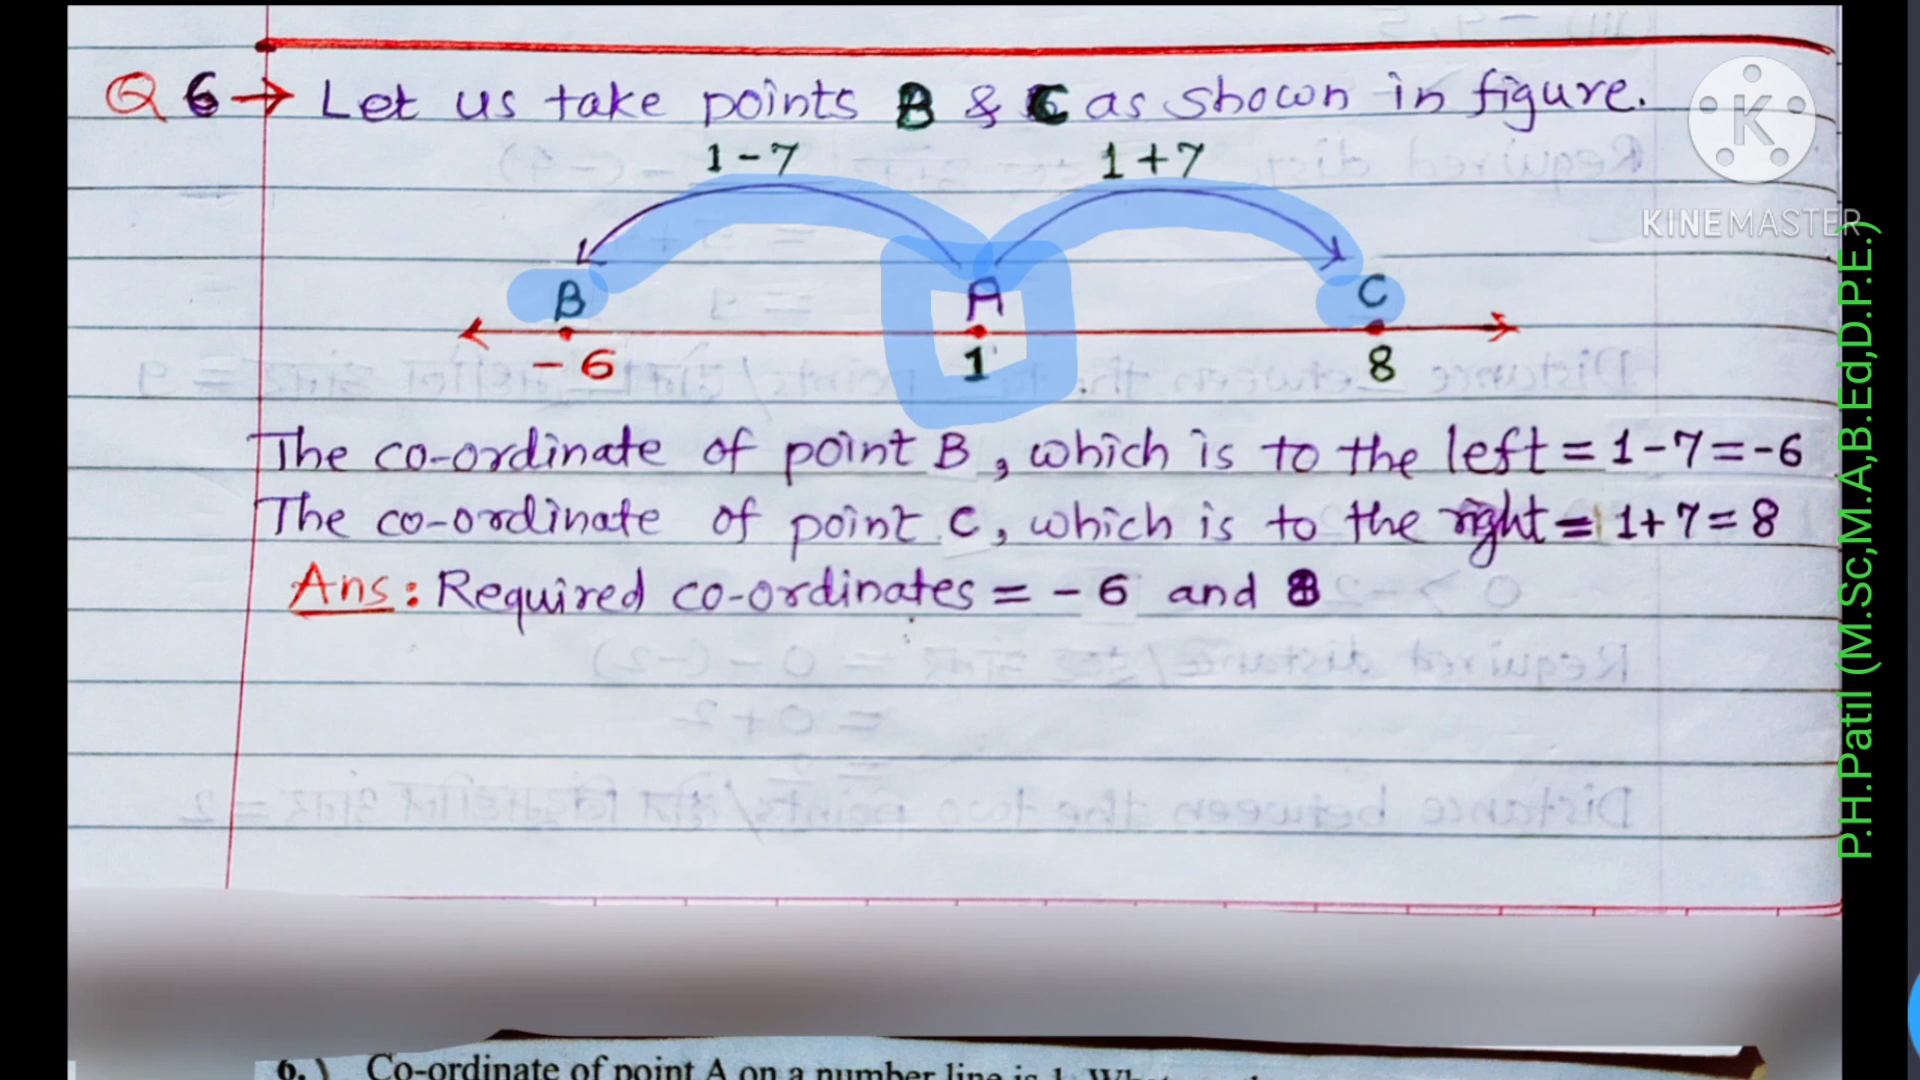 Q 6 → Let us take points B & C as shown in figure.
1-7
1+7
K
KINEMASTER
B
A
C
-6
1
8
The co-ordinate of point B, which is to the left = 1-7=-6
The co-ordinate of point C, which is to the right = 1+7=8
Ans: Required co-ordinates = -6 and 8
P.H.Patil (M.Sc,M.A,B.Ed,D.P.E.)
6.) Co-ordinate of point A on a number line is 1.